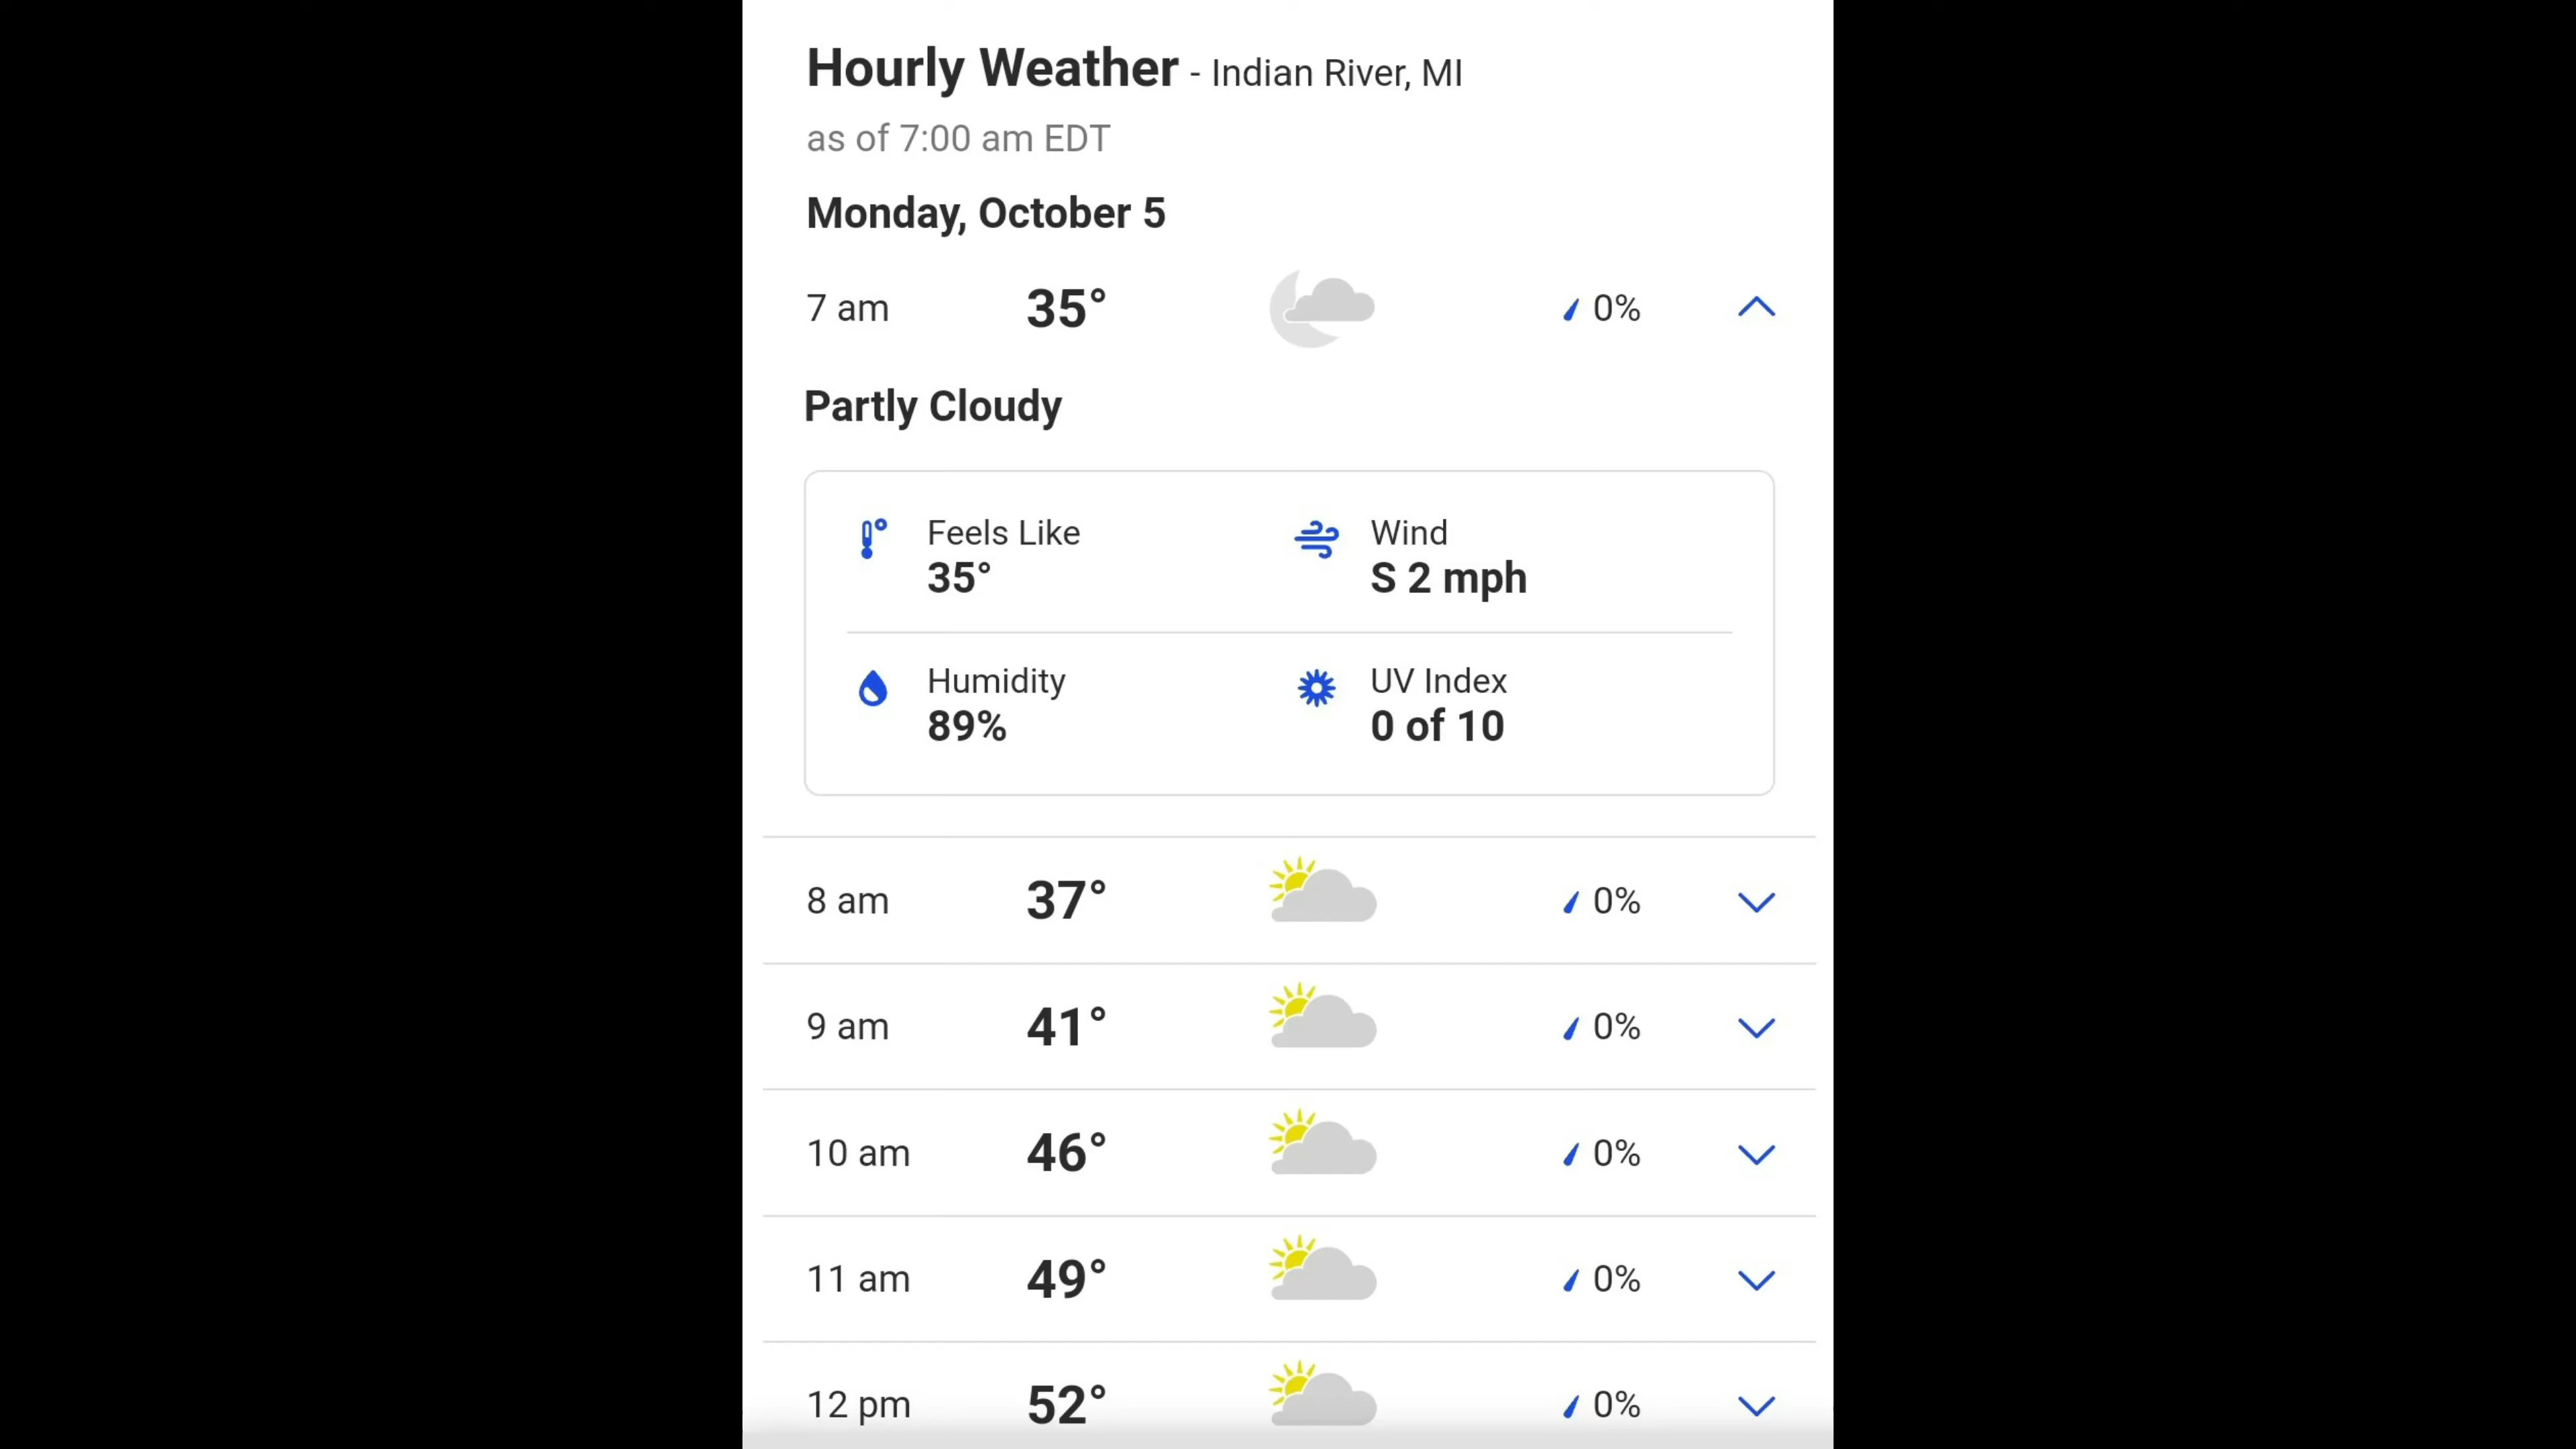 Hourly Weather - Indian River, MI
as of 7:00 am EDT
Monday, October 5
7 am 35° 0%
Partly Cloudy
Feels Like Wind
35° S 2 mph
Humidity UV Index
89% 0 of 10
8 am 37° 0%
9 am 41° 0%
10 am 46° 0%
11 am 49° 0%
12 pm 52° 0%